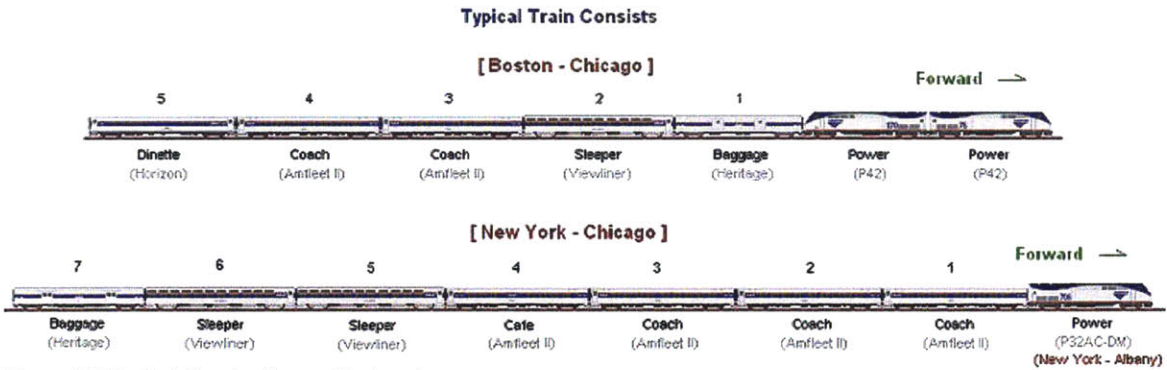 Typical Train Consists
[ Boston - Chicago ]
Forward
5 4 3 2 1
Dinette Coach Coach Sleeper Baggage Power Power
(Horizon) (Amfleet II) (Amfleet II) (Viewliner) (Heritage) (P42) (P42)
[ New York - Chicago ]
Forward
7 6 5 4 3 2 1
Baggage Sleeper Sleeper Cafe Coach Coach Coach Power
(Heritage) (Viewliner) (Viewliner) (Amfleet II) (Amfleet II) (Amfleet II) (Amfleet II) (P32AC-DM)
(New York - Albany)